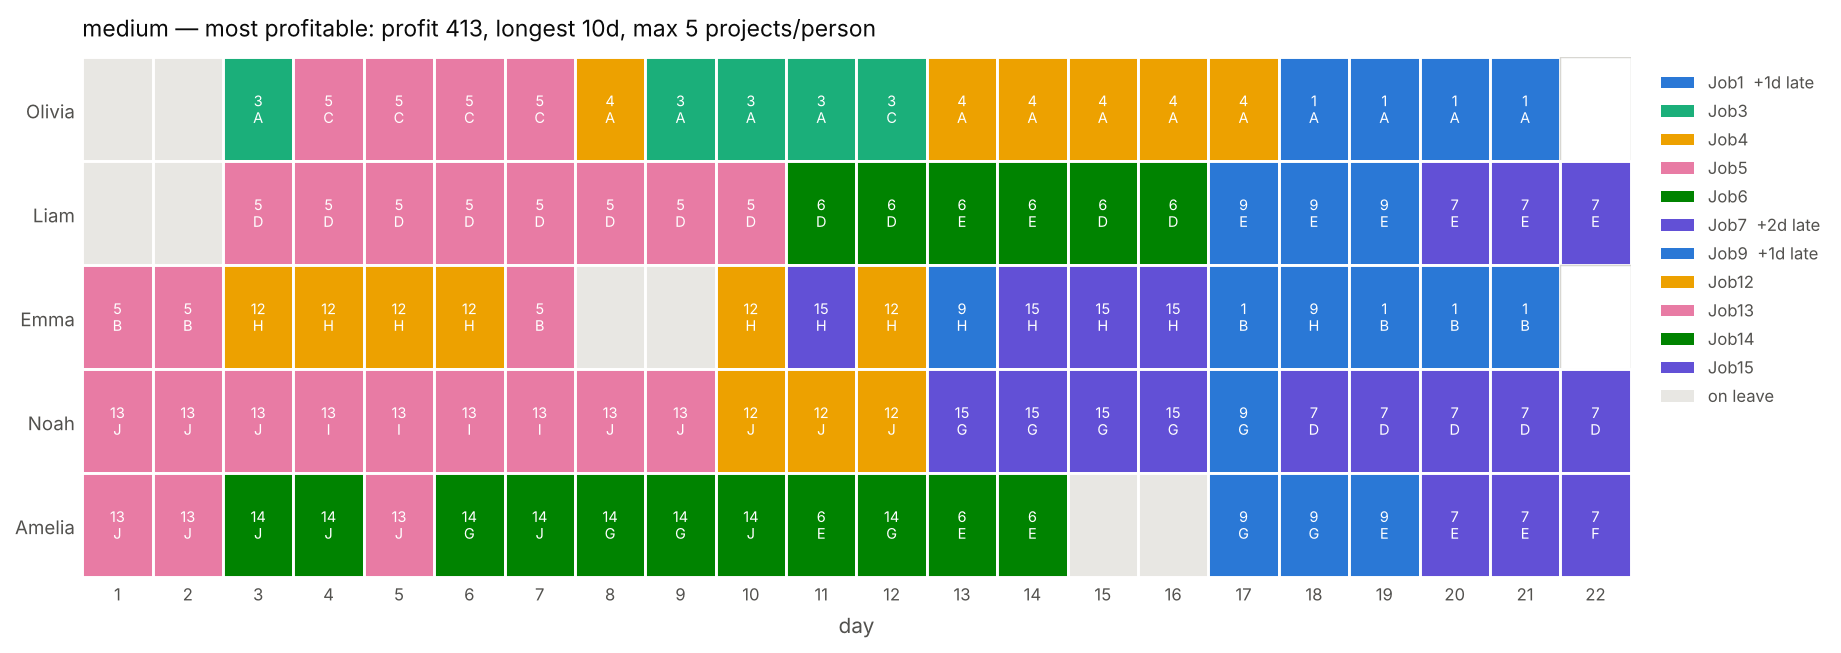 medium — most profitable: profit 413, longest 10d, max 5 projects/person
Olivia
3 5 5 5 5 4 3 3 3 3 4 4 4 4 4 1 1 1 1
A C C C C A A A A C A A A A A A A A A
Liam
5 5 5 5 5 5 5 5 6 6 6 6 6 6 9 9 9 7 7 7
D D D D D D D D D D E E D D E E E E E E
Emma
5 5 12 12 12 12 5 12 15 12 9 15 15 15 1 9 1 1 1
B B H H H H B H H H H H H H B H B B B
Noah
13 13 13 13 13 13 13 13 13 12 12 12 15 15 15 15 9 7 7 7 7 7
J J J I I I I J J J J J G G G G G D D D D D
Amelia
13 13 14 14 13 14 14 14 14 14 6 14 6 6 9 9 9 7 7 7
J J J J J G J G G J E G E E G G E E E F
1 2 3 4 5 6 7 8 9 10 11 12 13 14 15 16 17 18 19 20 21 22
day
Job1 +1d late
Job3
Job4
Job5
Job6
Job7 +2d late
Job9 +1d late
Job12
Job13
Job14
Job15
on leave